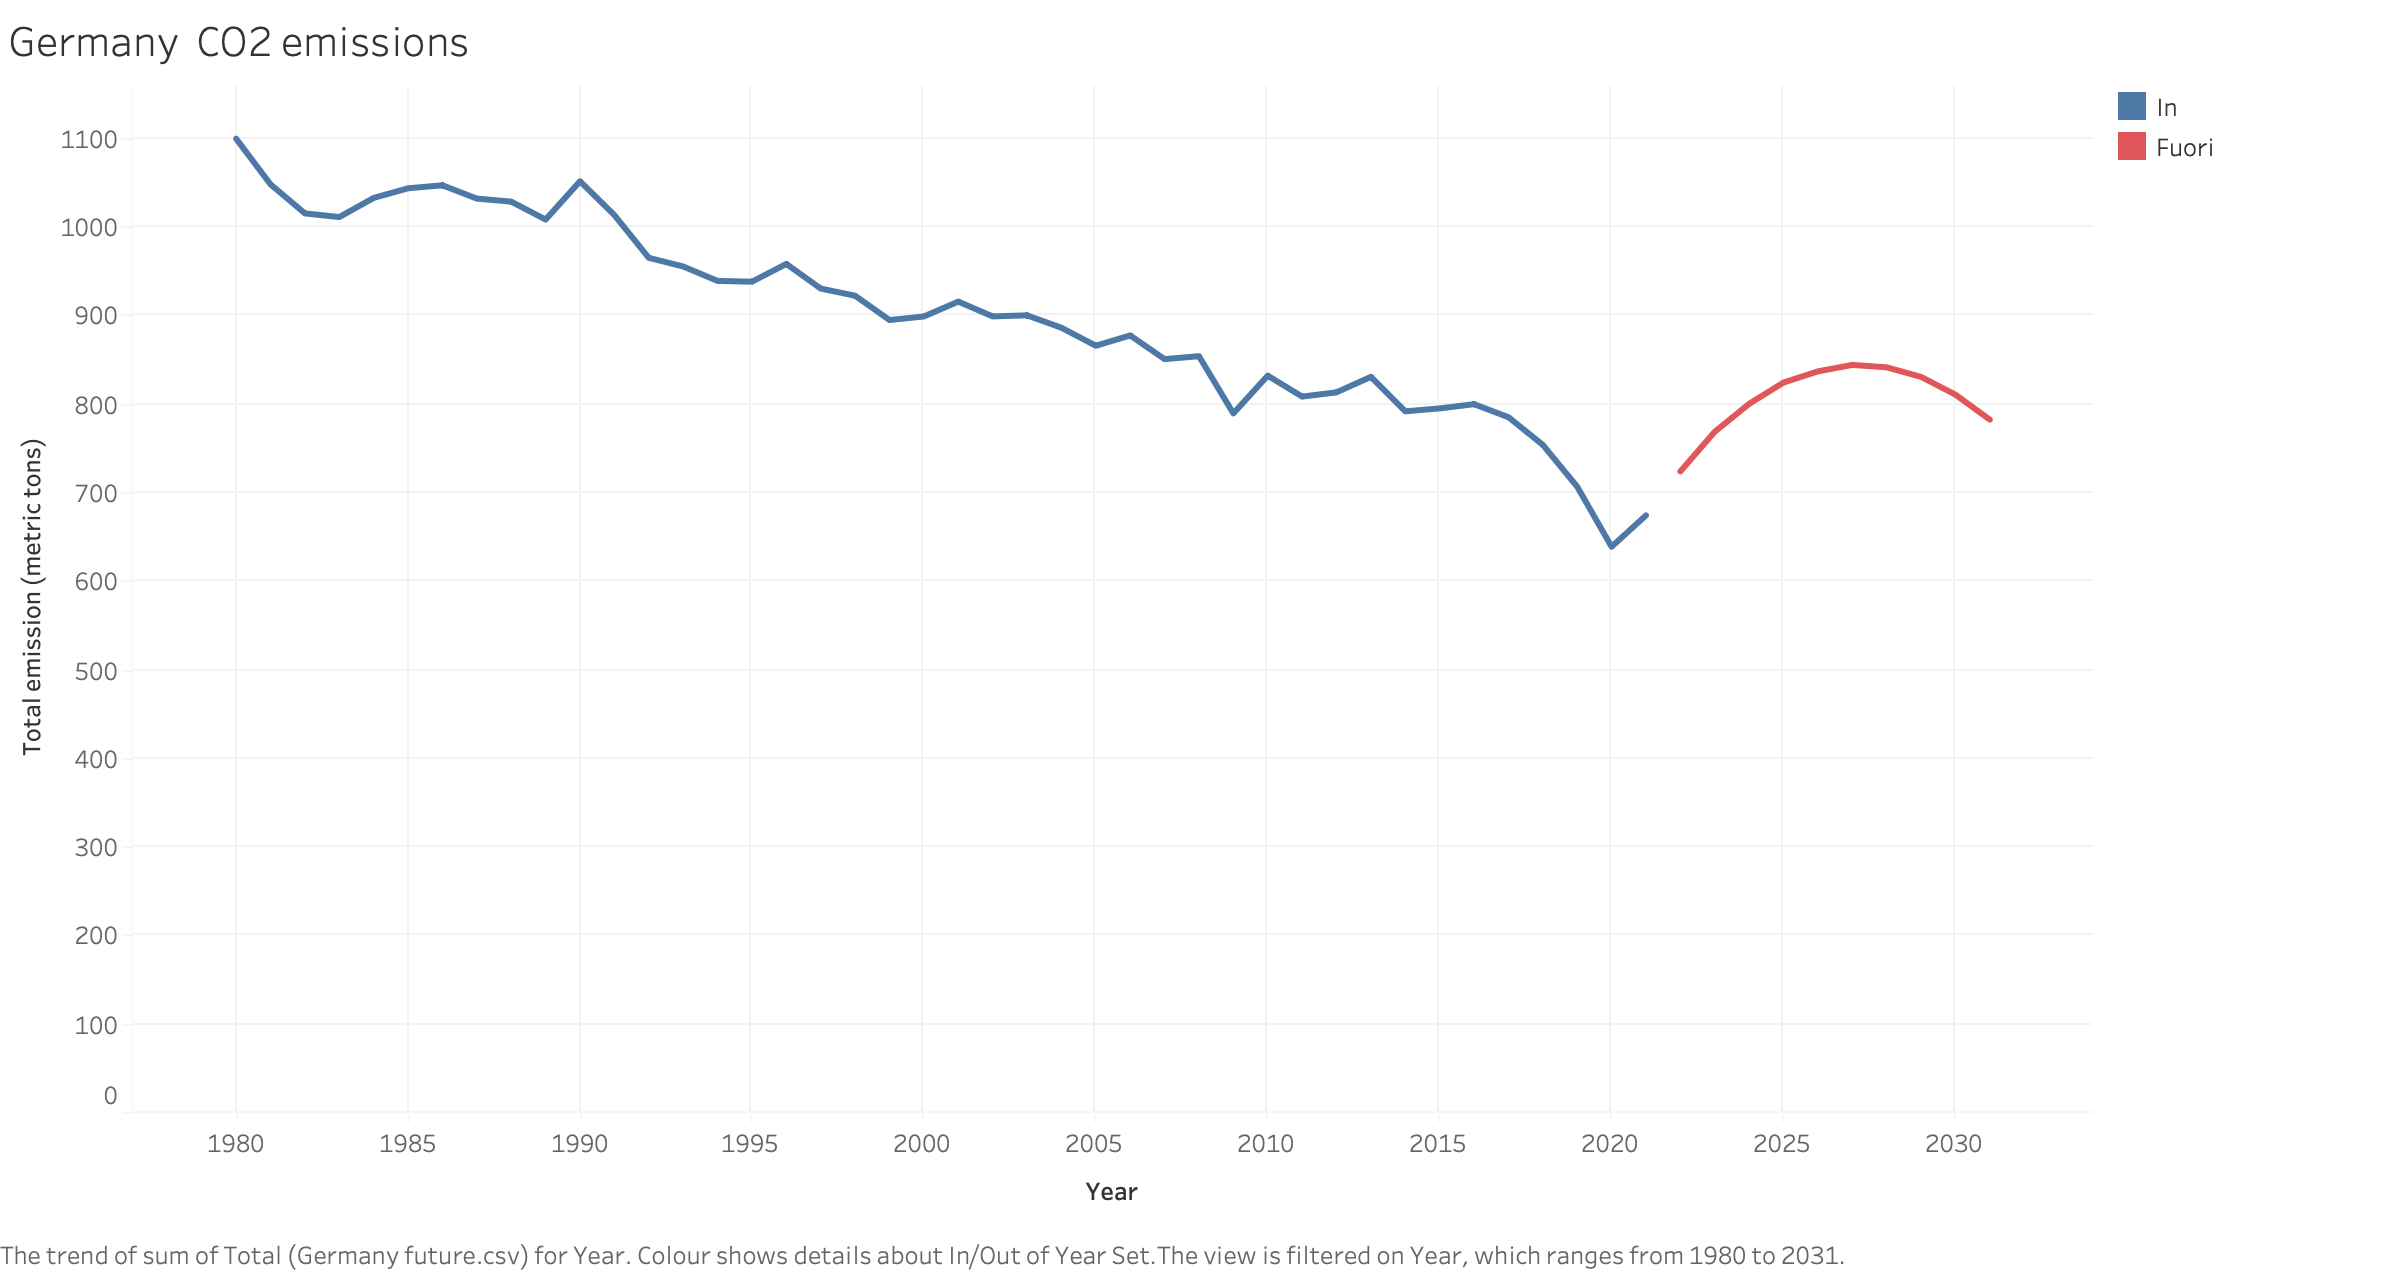 Germany  CO2 emissions
In
Fuori
1100
1000
900
800
700
600
500
400
300
200
100
0
Total emission (metric tons)
1980 1985 1990 1995 2000 2005 2010 2015 2020 2025 2030
Year
The trend of sum of Total (Germany future.csv) for Year. Colour shows details about In/Out of Year Set.The view is filtered on Year, which ranges from 1980 to 2031.